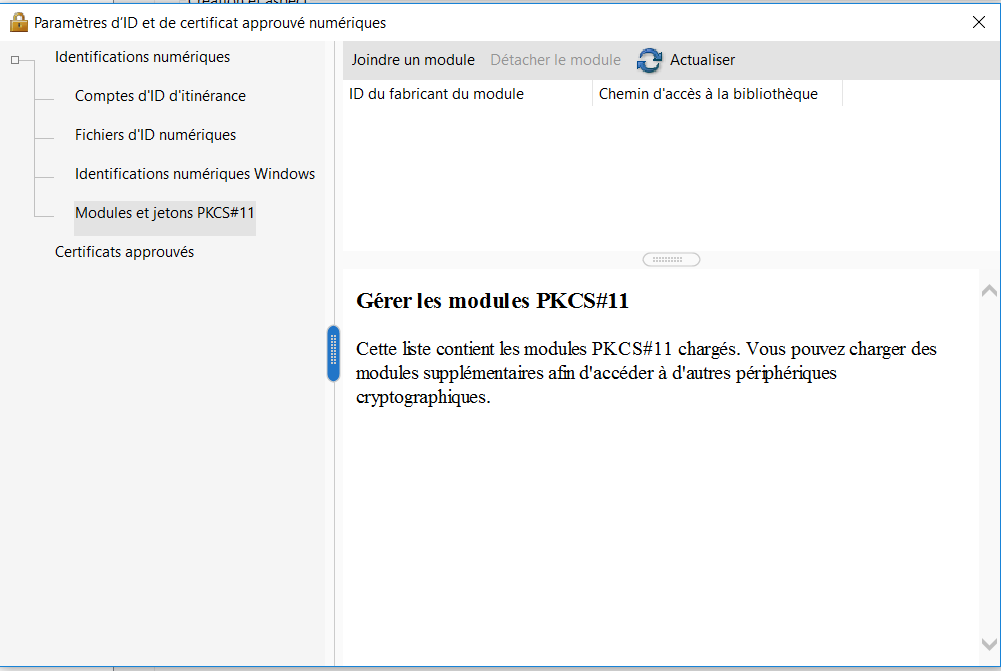 Création et aspect
Paramètres d'ID et de certificat approuvé numériques
Identifications numériques
Comptes d'ID d'itinérance
Fichiers d'ID numériques
Identifications numériques Windows
Modules et jetons PKCS#11
Certificats approuvés
Joindre un module Détacher le module Actualiser
ID du fabricant du module Chemin d'accès à la bibliothèque
Gérer les modules PKCS#11
Cette liste contient les modules PKCS#11 chargés. Vous pouvez charger des
modules supplémentaires afin d'accéder à d'autres périphériques
cryptographiques.